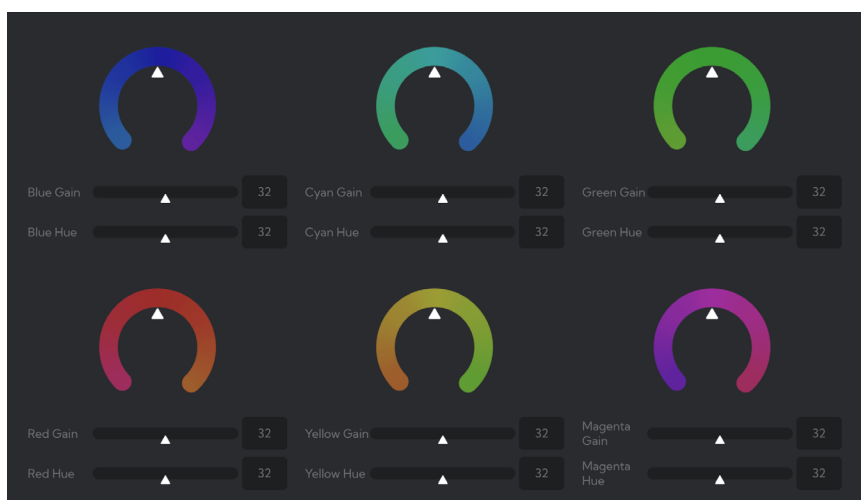 Blue Gain 32 Cyan Gain 32 Green Gain 32
Blue Hue 32 Cyan Hue 32 Green Hue 32
Red Gain 32 Yellow Gain 32 Magenta
Gain 32
Red Hue 32 Yellow Hue 32 Magenta
Hue 32